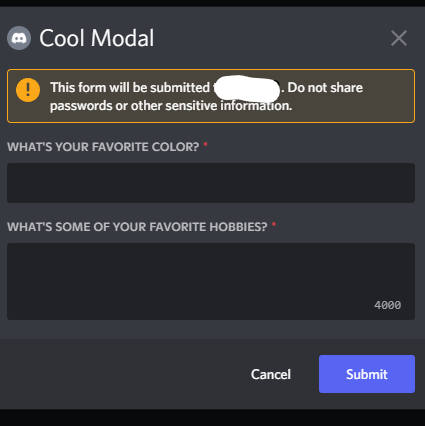 Cool Modal
This form will be submitted . Do not share
passwords or other sensitive information.
WHAT'S YOUR FAVORITE COLOR? *
WHAT'S SOME OF YOUR FAVORITE HOBBIES? *
4000
Cancel
Submit